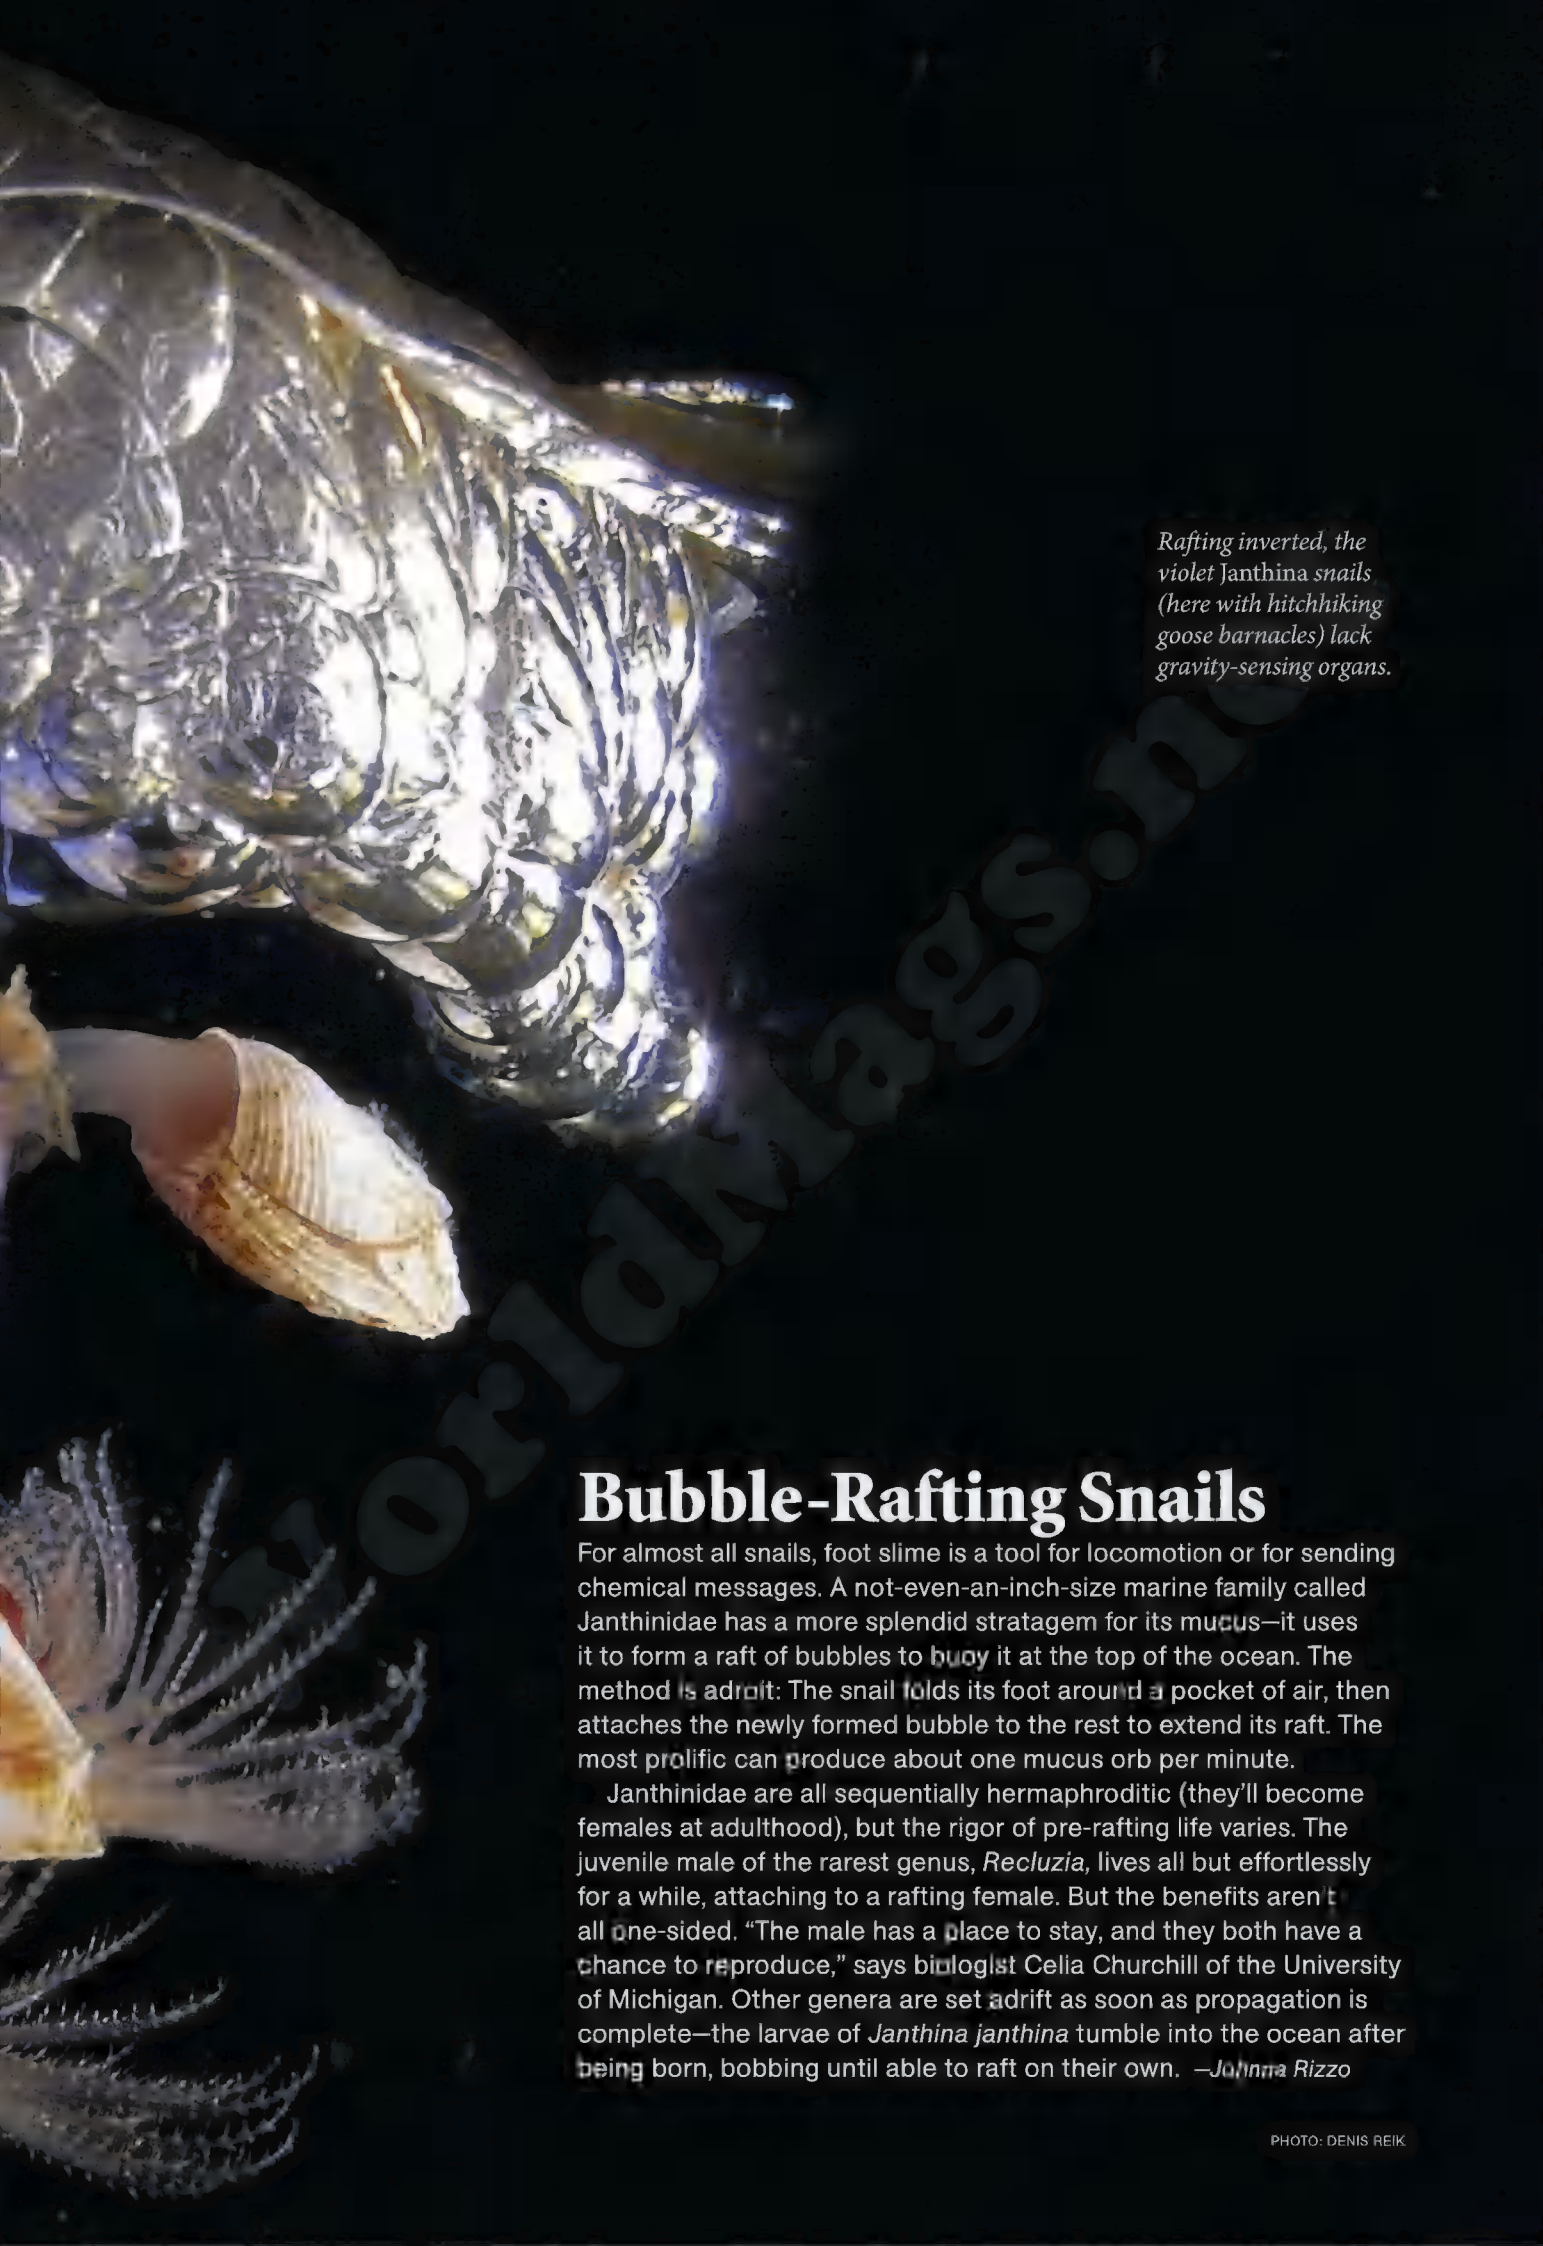 Rafting inverted, the
violet Janthina snails
(here with hitchhiking
goose barnacles) lack
gravity-sensing organs.
WorldMags.ne
Bubble-Rafting Snails
For almost all snails, foot slime is a tool for locomotion or for sending
chemical messages. A not-even-an-inch-size marine family called
Janthinidae has a more splendid stratagem for its mucus—it uses
it to form a raft of bubbles to buoy it at the top of the ocean. The
method is adroit: The snail folds its foot around a pocket of air, then
attaches the newly formed bubble to the rest to extend its raft. The
most prolific can produce about one mucus orb per minute.
Janthinidae are all sequentially hermaphroditic (they’ll become
females at adulthood), but the rigor of pre-rafting life varies. The
juvenile male of the rarest genus, Recluzia, lives all but effortlessly
for a while, attaching to a rafting female. But the benefits aren’t
all one-sided. “The male has a place to stay, and they both have a
chance to reproduce,” says biologist Celia Churchill of the University
of Michigan. Other genera are set adrift as soon as propagation is
complete—the larvae of Janthina janthina tumble into the ocean after
being born, bobbing until able to raft on their own. —Johnna Rizzo
PHOTO: DENIS REIK